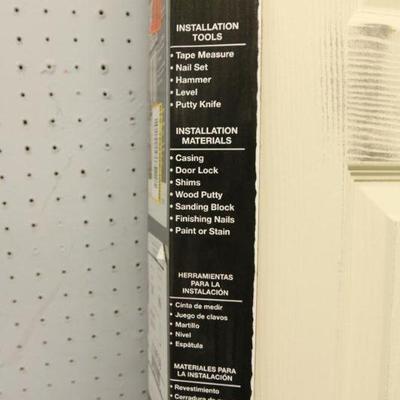 INSTALLATION
TOOLS
• Tape Measure
• Nail Set
• Hammer
• Level
• Putty Knife
INSTALLATION
MATERIALS
• Casing
• Door Lock
• Shims
• Wood Putty
• Sanding Block
• Finishing Nails
• Paint or Stain
HERRAMIENTAS
PARA LA
INSTALACIÓN
• Cinta de medir
• Juego de clavos
• Martillo
• Nivel
• Espátula
MATERIALES PARA
LA INSTALACIÓN
• Revestimiento
• Cerradura de